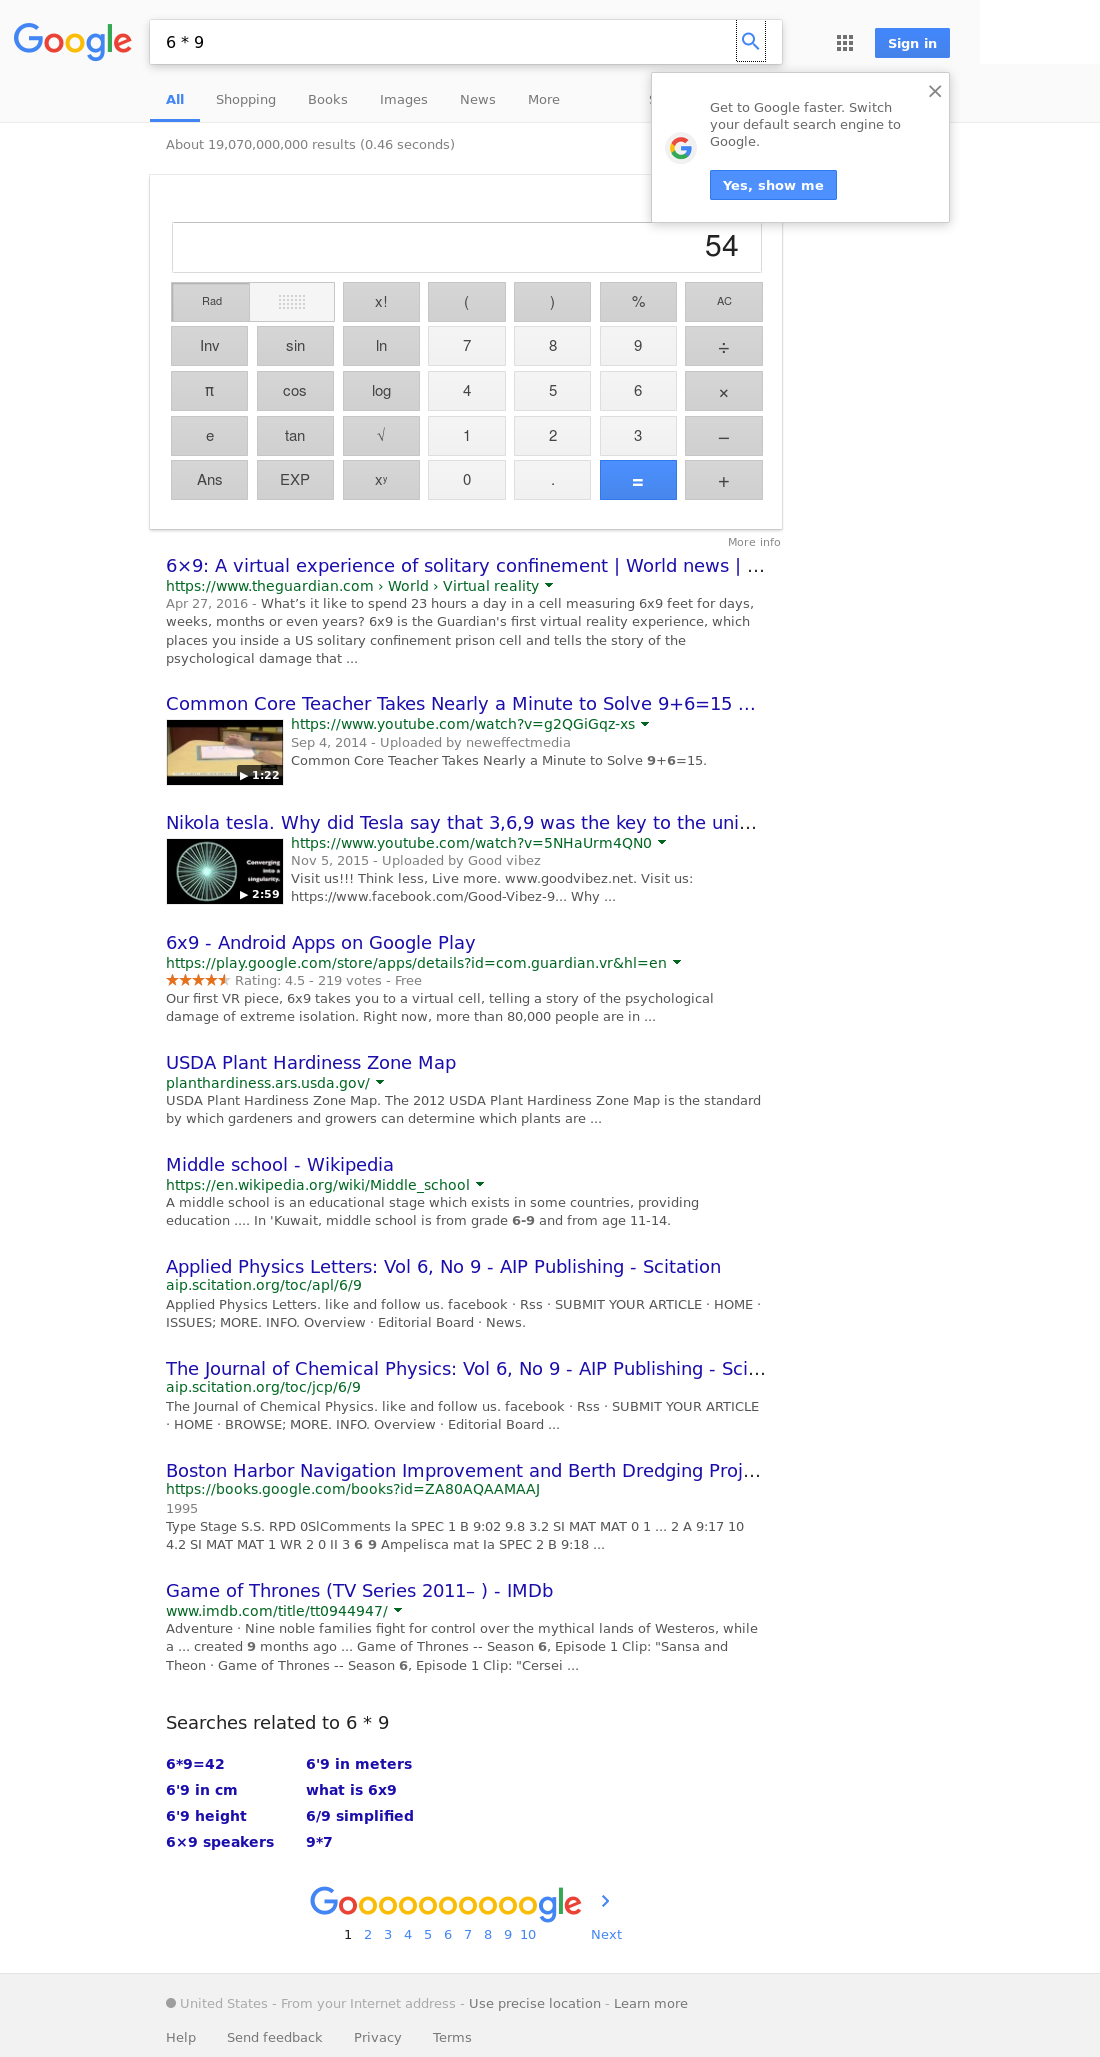 Google
6 * 9
Sign in
All Shopping Books Images News More
Get to Google faster. Switch
your default search engine to
Google.
Yes, show me
About 19,070,000,000 results (0.46 seconds)
54
Rad x! ( ) % AC
Inv sin ln 7 8 9 ÷
π cos log 4 5 6 ×
e tan √ 1 2 3 −
Ans EXP xʸ 0 . = +
More info
6×9: A virtual experience of solitary confinement | World news | ...
https://www.theguardian.com › World › Virtual reality
Apr 27, 2016 - What’s it like to spend 23 hours a day in a cell measuring 6x9 feet for days,
weeks, months or even years? 6x9 is the Guardian's first virtual reality experience, which
places you inside a US solitary confinement prison cell and tells the story of the
psychological damage that ...
Common Core Teacher Takes Nearly a Minute to Solve 9+6=15 ...
1:22
https://www.youtube.com/watch?v=g2QGiGqz-xs
Sep 4, 2014 - Uploaded by neweffectmedia
Common Core Teacher Takes Nearly a Minute to Solve 9+6=15.
Nikola tesla. Why did Tesla say that 3,6,9 was the key to the uni...
Converging
into a
singularity.
2:59
https://www.youtube.com/watch?v=5NHaUrm4QN0
Nov 5, 2015 - Uploaded by Good vibez
Visit us!!! Think less, Live more. www.goodvibez.net. Visit us:
https://www.facebook.com/Good-Vibez-9... Why ...
6x9 - Android Apps on Google Play
https://play.google.com/store/apps/details?id=com.guardian.vr&hl=en
Rating: 4.5 - 219 votes - Free
Our first VR piece, 6x9 takes you to a virtual cell, telling a story of the psychological
damage of extreme isolation. Right now, more than 80,000 people are in ...
USDA Plant Hardiness Zone Map
planthardiness.ars.usda.gov/
USDA Plant Hardiness Zone Map. The 2012 USDA Plant Hardiness Zone Map is the standard
by which gardeners and growers can determine which plants are ...
Middle school - Wikipedia
https://en.wikipedia.org/wiki/Middle_school
A middle school is an educational stage which exists in some countries, providing
education .... In 'Kuwait, middle school is from grade 6-9 and from age 11-14.
Applied Physics Letters: Vol 6, No 9 - AIP Publishing - Scitation
aip.scitation.org/toc/apl/6/9
Applied Physics Letters. like and follow us. facebook · Rss · SUBMIT YOUR ARTICLE · HOME ·
ISSUES; MORE. INFO. Overview · Editorial Board · News.
The Journal of Chemical Physics: Vol 6, No 9 - AIP Publishing - Sci...
aip.scitation.org/toc/jcp/6/9
The Journal of Chemical Physics. like and follow us. facebook · Rss · SUBMIT YOUR ARTICLE
· HOME · BROWSE; MORE. INFO. Overview · Editorial Board ...
Boston Harbor Navigation Improvement and Berth Dredging Proj...
https://books.google.com/books?id=ZA80AQAAMAAJ
1995
Type Stage S.S. RPD 0SlComments la SPEC 1 B 9:02 9.8 3.2 SI MAT MAT 0 1 ... 2 A 9:17 10
4.2 SI MAT MAT 1 WR 2 0 II 3 6 9 Ampelisca mat Ia SPEC 2 B 9:18 ...
Game of Thrones (TV Series 2011– ) - IMDb
www.imdb.com/title/tt0944947/
Adventure · Nine noble families fight for control over the mythical lands of Westeros, while
a ... created 9 months ago ... Game of Thrones -- Season 6, Episode 1 Clip: "Sansa and
Theon · Game of Thrones -- Season 6, Episode 1 Clip: "Cersei ...
Searches related to 6 * 9
6*9=42 6'9 in meters
6'9 in cm what is 6x9
6'9 height 6/9 simplified
6×9 speakers 9*7
Goooooooooogle
1 2 3 4 5 6 7 8 9 10 Next
United States - From your Internet address - Use precise location - Learn more
Help Send feedback Privacy Terms